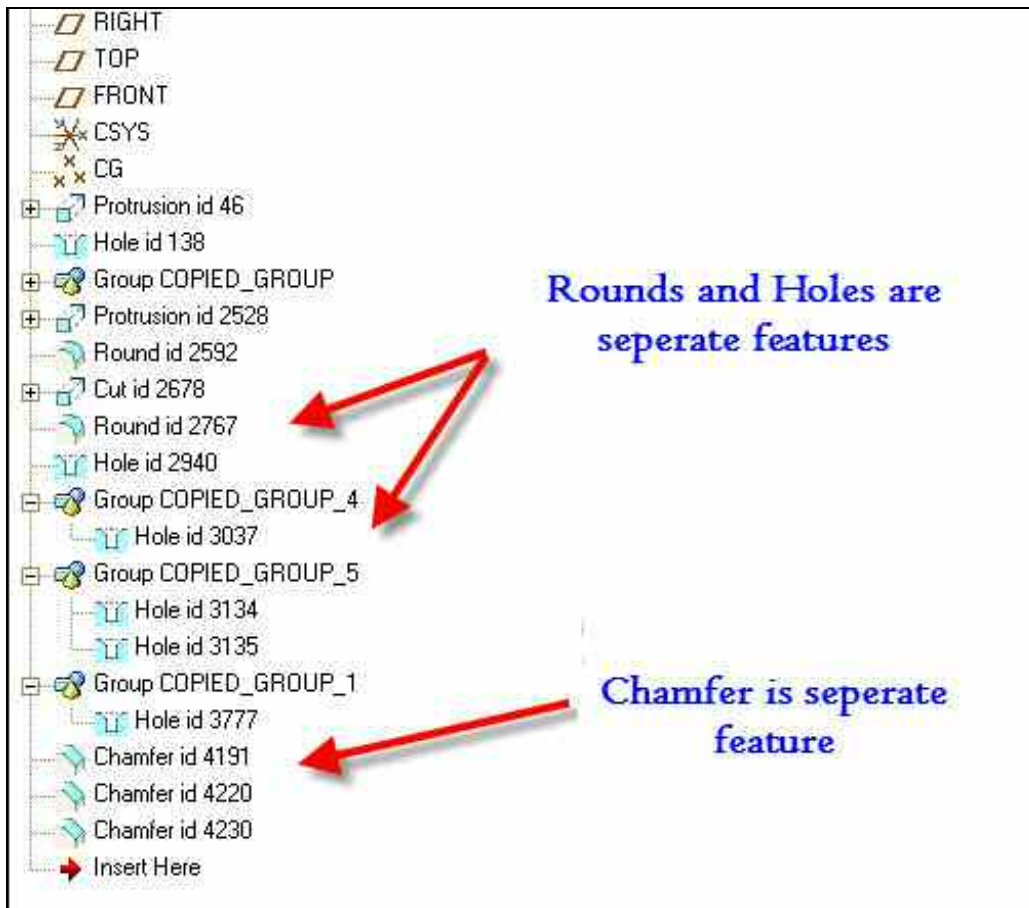 RIGHT
TOP
FRONT
CSYS
CG
Protrusion id 46
Hole id 138
Group COPIED_GROUP
Protrusion id 2528
Round id 2592
Cut id 2678
Round id 2767
Hole id 2940
Group COPIED_GROUP_4
Hole id 3037
Group COPIED_GROUP_5
Hole id 3134
Hole id 3135
Group COPIED_GROUP_1
Hole id 3777
Chamfer id 4191
Chamfer id 4220
Chamfer id 4230
Insert Here
Rounds and Holes are
seperate features
Chamfer is seperate
feature